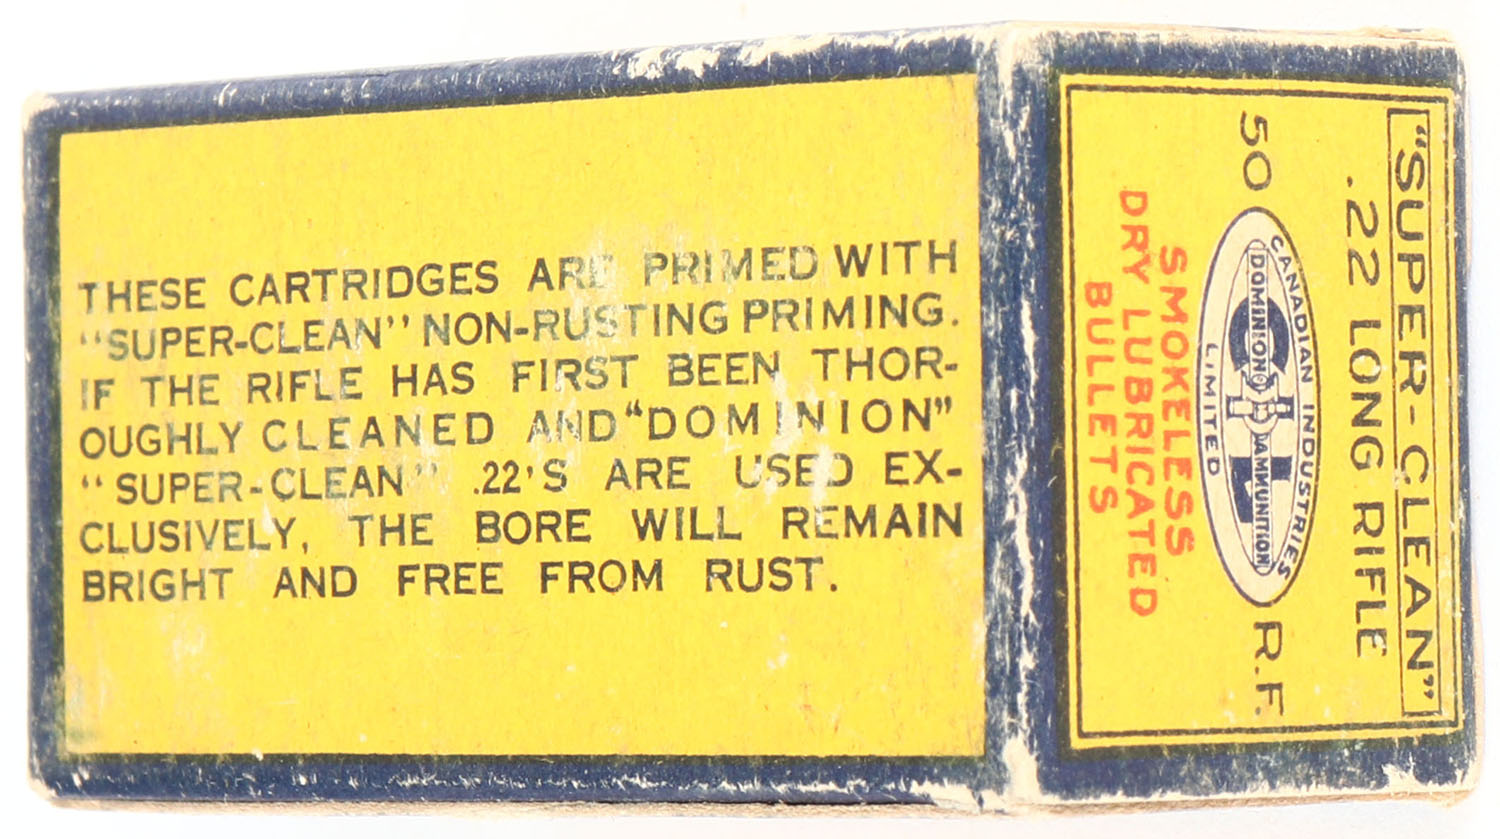 THESE CARTRIDGES ARE PRIMED WITH
"SUPER-CLEAN" NON-RUSTING PRIMING.
IF THE RIFLE HAS FIRST BEEN THOR-
OUGHLY CLEANED AND "DOMINION"
"SUPER-CLEAN" .22'S ARE USED EX-
CLUSIVELY, THE BORE WILL REMAIN
BRIGHT AND FREE FROM RUST.
"SUPER-CLEAN"
.22 LONG RIFLE
50 R.F.
CANADIAN INDUSTRIES
C I L
DOMINION AMMUNITION
LIMITED
SMOKELESS
DRY LUBRICATED
BULLETS